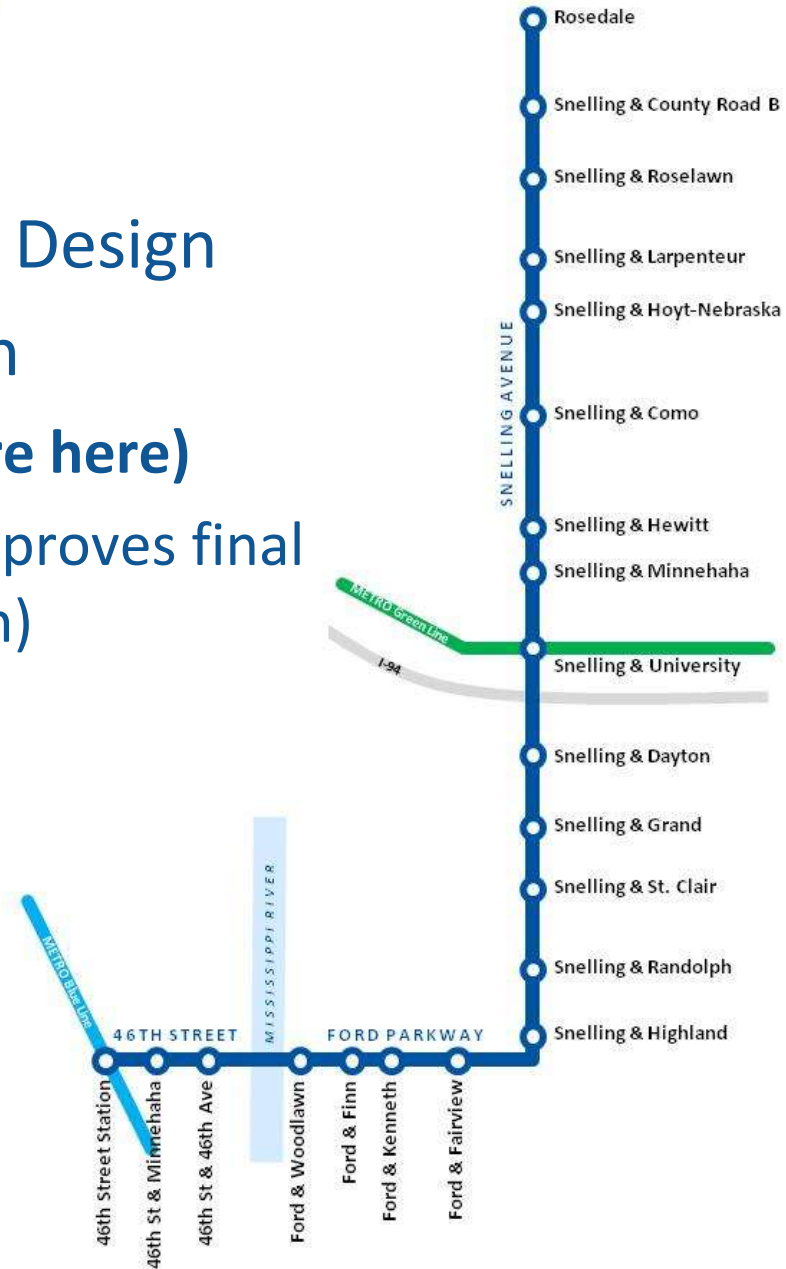 Design
n
re here)
proves final
n)
Rosedale
Snelling & County Road B
Snelling & Roselawn
Snelling & Larpenteur
Snelling & Hoyt-Nebraska
SNELLING AVENUE
Snelling & Como
Snelling & Hewitt
Snelling & Minnehaha
METRO Green Line
Snelling & University
I-94
Snelling & Dayton
Snelling & Grand
Snelling & St. Clair
Snelling & Randolph
Snelling & Highland
MISSISSIPPI RIVER
METRO Blue Line
46TH STREET
FORD PARKWAY
46th Street Station
46th St & Minnehaha
46th St & 46th Ave
Ford & Woodlawn
Ford & Finn
Ford & Kenneth
Ford & Fairview